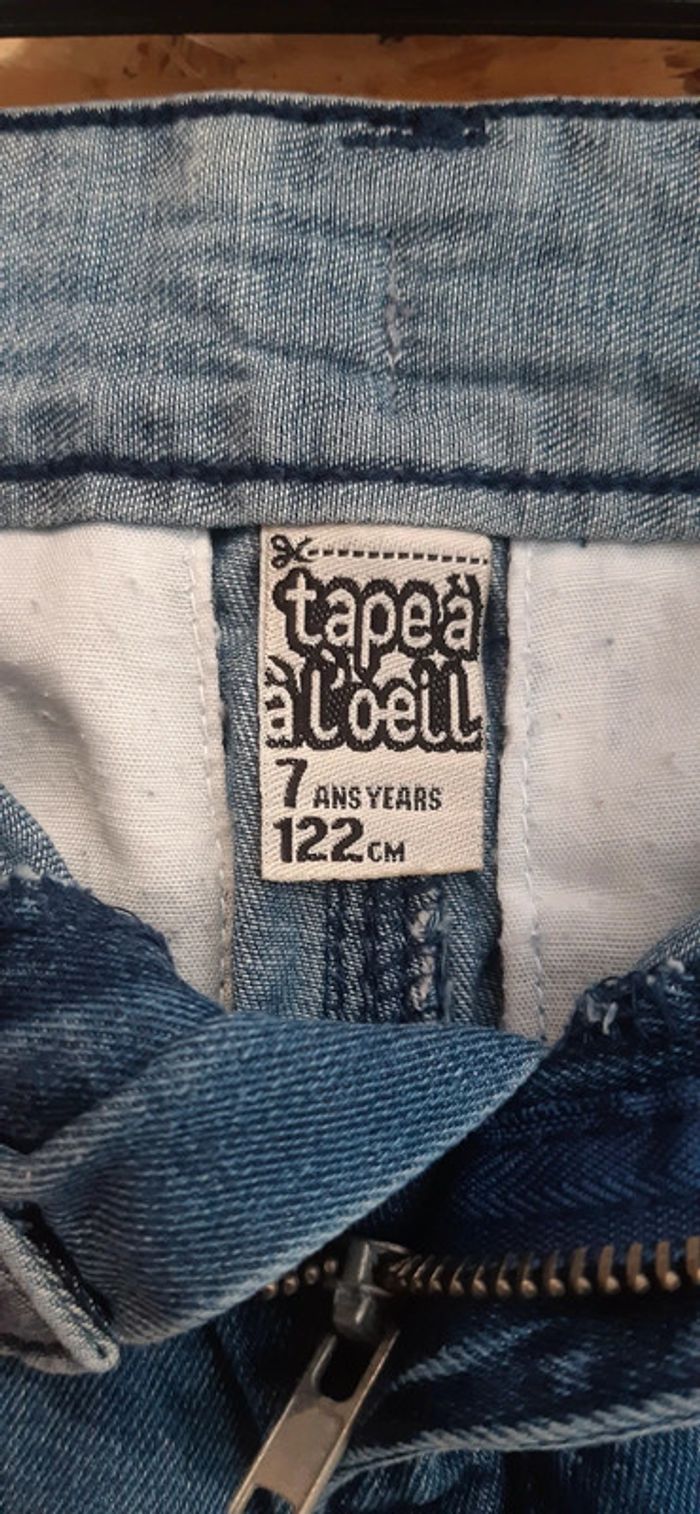 tape à
à l'oeil
7 ANS YEARS
122 CM